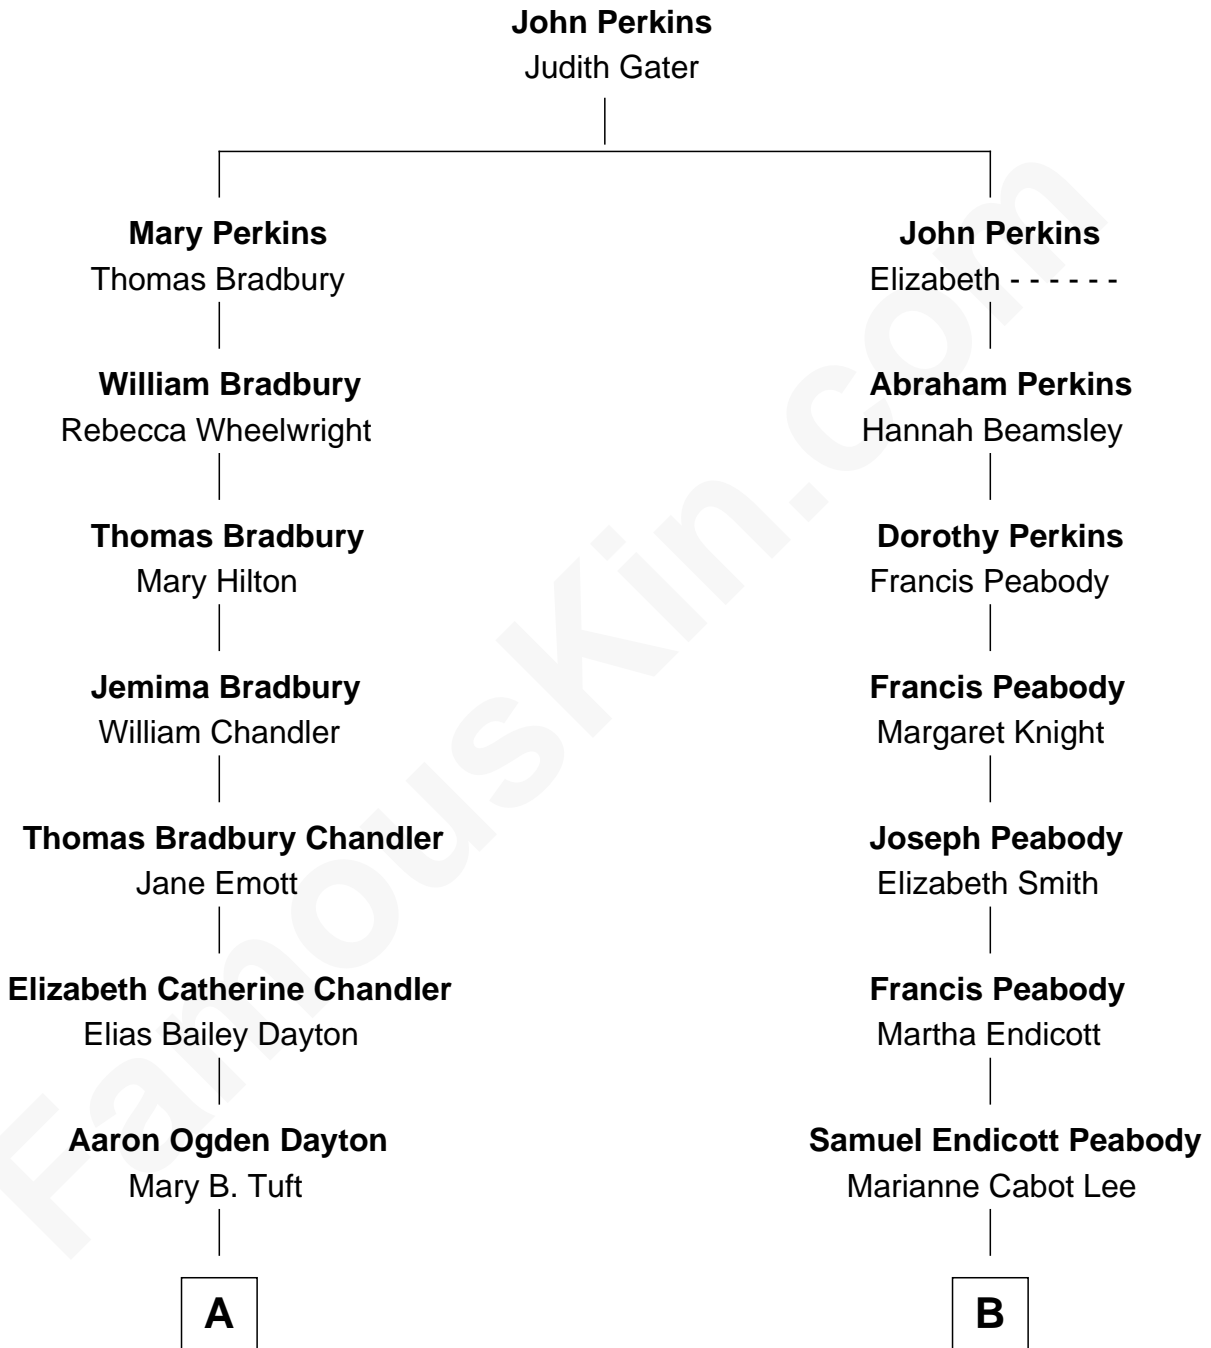 John Perkins
Judith Gater
Mary Perkins
Thomas Bradbury
John Perkins
Elizabeth - - - - - -
William Bradbury
Rebecca Wheelwright
Abraham Perkins
Hannah Beamsley
Thomas Bradbury
Mary Hilton
Dorothy Perkins
Francis Peabody
Jemima Bradbury
William Chandler
Francis Peabody
Margaret Knight
Thomas Bradbury Chandler
Jane Emott
Joseph Peabody
Elizabeth Smith
Elizabeth Catherine Chandler
Elias Bailey Dayton
Francis Peabody
Martha Endicott
Aaron Ogden Dayton
Mary B. Tuft
Samuel Endicott Peabody
Marianne Cabot Lee
A
B
FamousKin.com